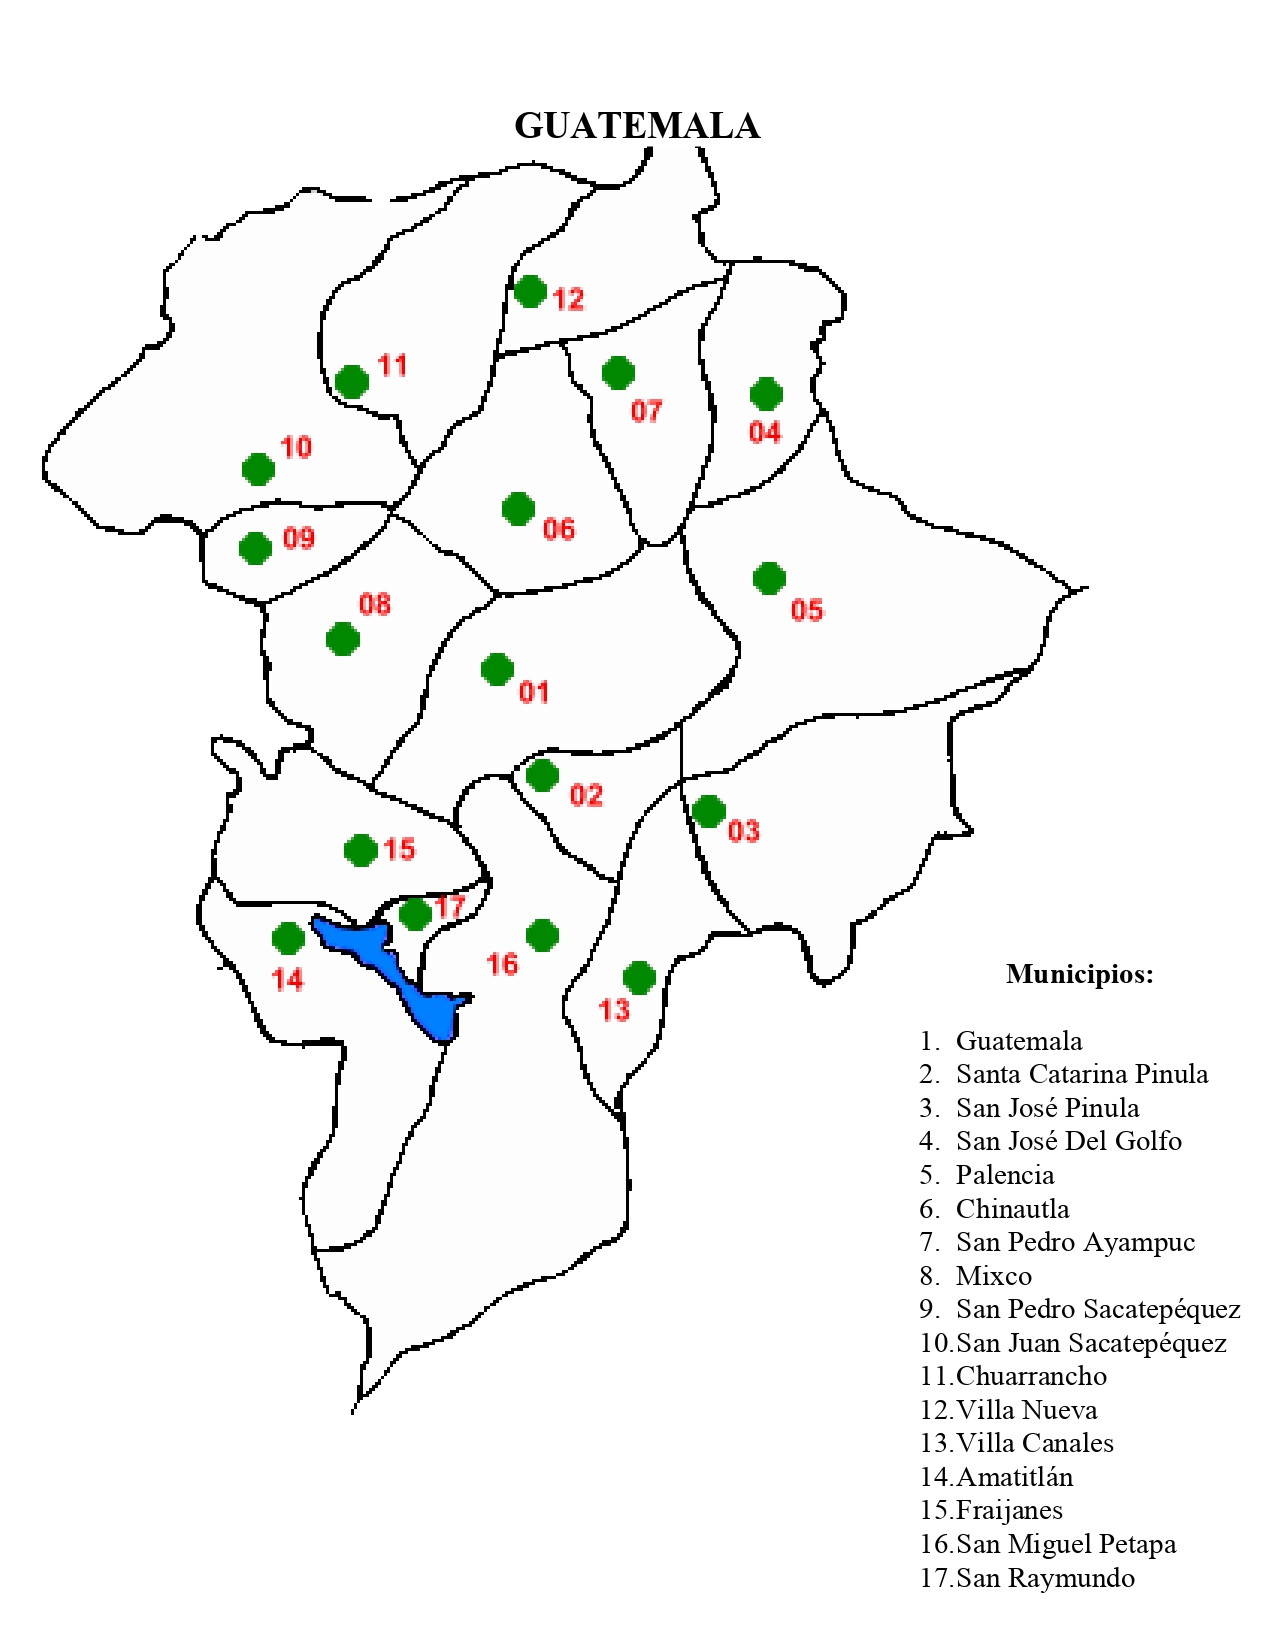 GUATEMALA
12
11
07
04
10
06
09
05
08
01
02
03
15
17
16
14
13
Municipios:
1. Guatemala
2. Santa Catarina Pinula
3. San José Pinula
4. San José Del Golfo
5. Palencia
6. Chinautla
7. San Pedro Ayampuc
8. Mixco
9. San Pedro Sacatepéquez
10.San Juan Sacatepéquez
11.Chuarrancho
12.Villa Nueva
13.Villa Canales
14.Amatitlán
15.Fraijanes
16.San Miguel Petapa
17.San Raymundo